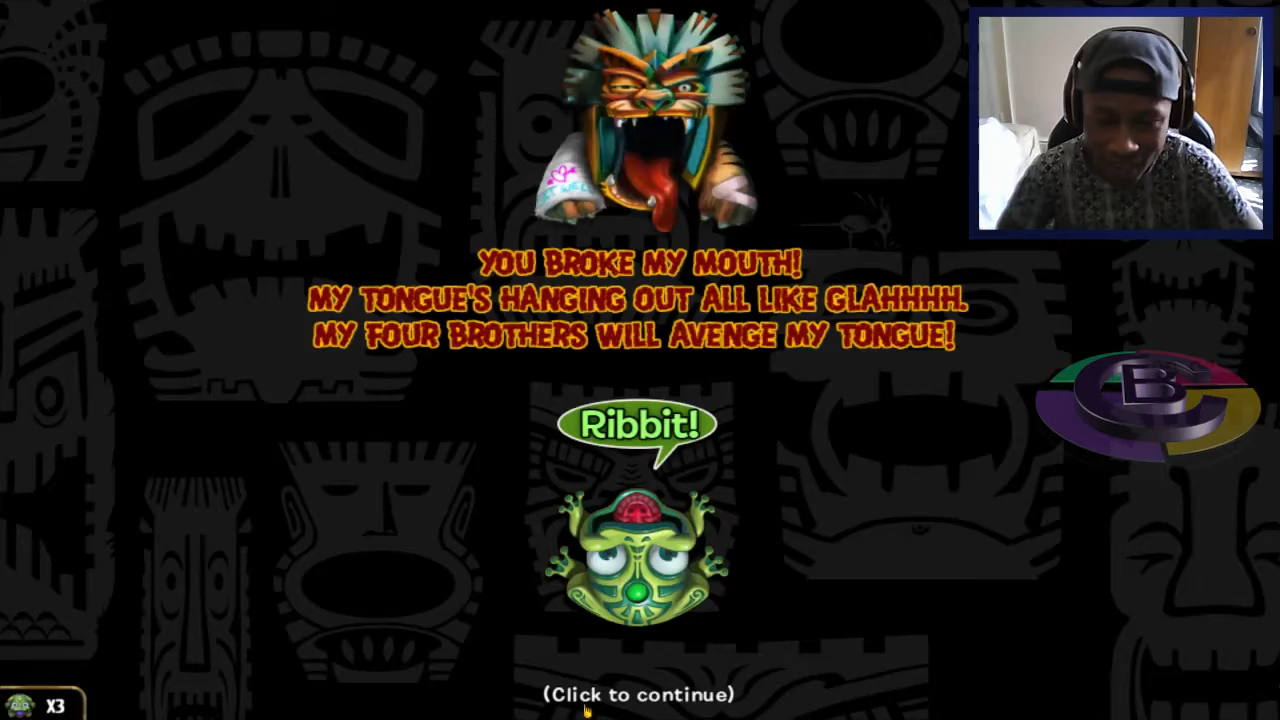 YOU BROKE MY MOUTH!
MY TONGUE'S HANGING OUT ALL LIKE GLAHHHH.
MY FOUR BROTHERS WILL AVENGE MY TONGUE!
Ribbit!
(Click to continue)
X3